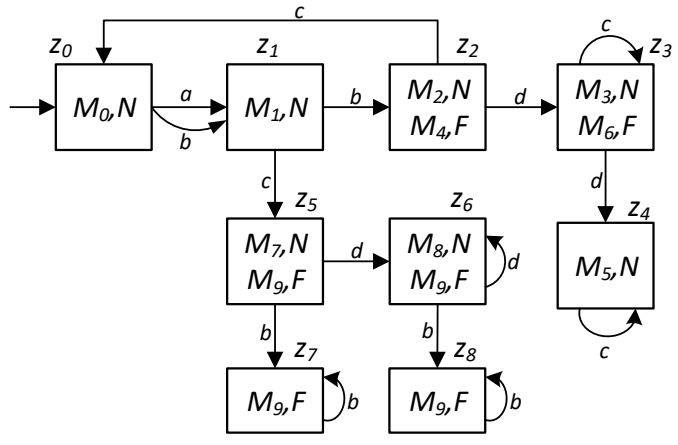 c
z0 z1 z2 c z3
M0,N a b M1,N b M2,N M4,F d M3,N M6,F
c d
z5 z6 z4
M7,N M9,F d M8,N M9,F d M5,N
b z7 b z8 c
M9,F b M9,F b